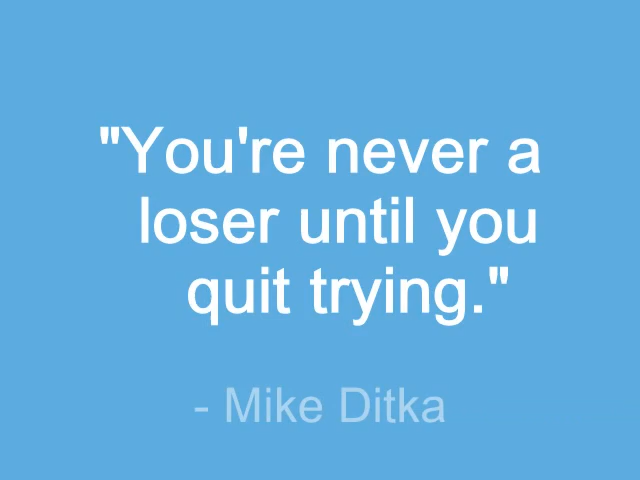 "You're never a
loser until you
quit trying."
- Mike Ditka